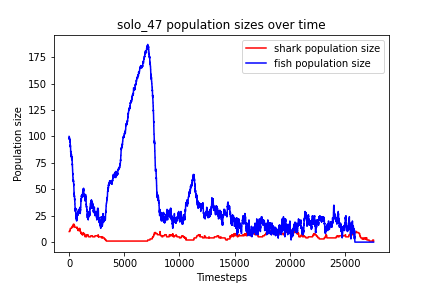 solo_47 population sizes over time
shark population size
fish population size
Population size
175
150
125
100
75
50
25
0
0
5000
10000
15000
20000
25000
Timesteps